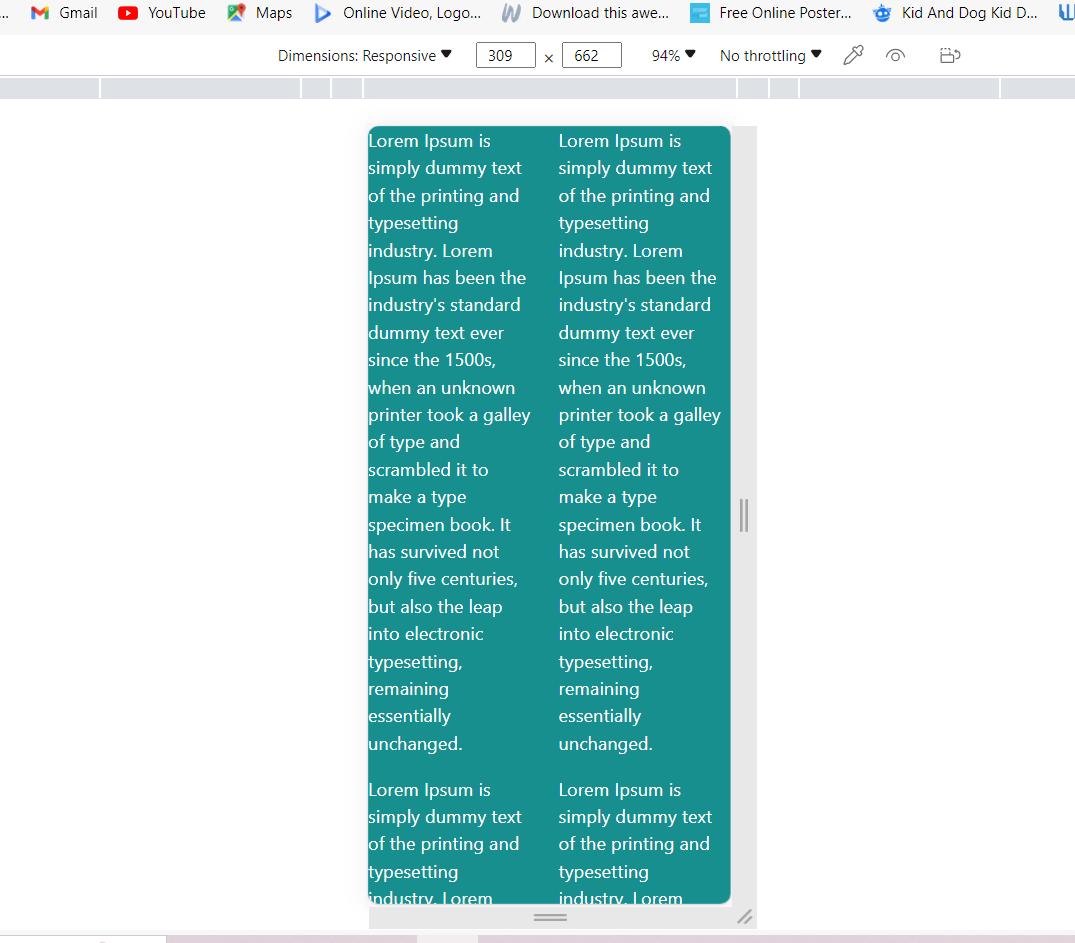 ... Gmail YouTube Maps Online Video, Logo... Download this awe... Free Online Poster... Kid And Dog Kid D...
Dimensions: Responsive 309 × 662 94% No throttling
Lorem Ipsum is
simply dummy text
of the printing and
typesetting
industry. Lorem
Ipsum has been the
industry's standard
dummy text ever
since the 1500s,
when an unknown
printer took a galley
of type and
scrambled it to
make a type
specimen book. It
has survived not
only five centuries,
but also the leap
into electronic
typesetting,
remaining
essentially
unchanged.
Lorem Ipsum is
simply dummy text
of the printing and
typesetting
industry. Lorem
Lorem Ipsum is
simply dummy text
of the printing and
typesetting
industry. Lorem
Ipsum has been the
industry's standard
dummy text ever
since the 1500s,
when an unknown
printer took a galley
of type and
scrambled it to
make a type
specimen book. It
has survived not
only five centuries,
but also the leap
into electronic
typesetting,
remaining
essentially
unchanged.
Lorem Ipsum is
simply dummy text
of the printing and
typesetting
industry. Lorem